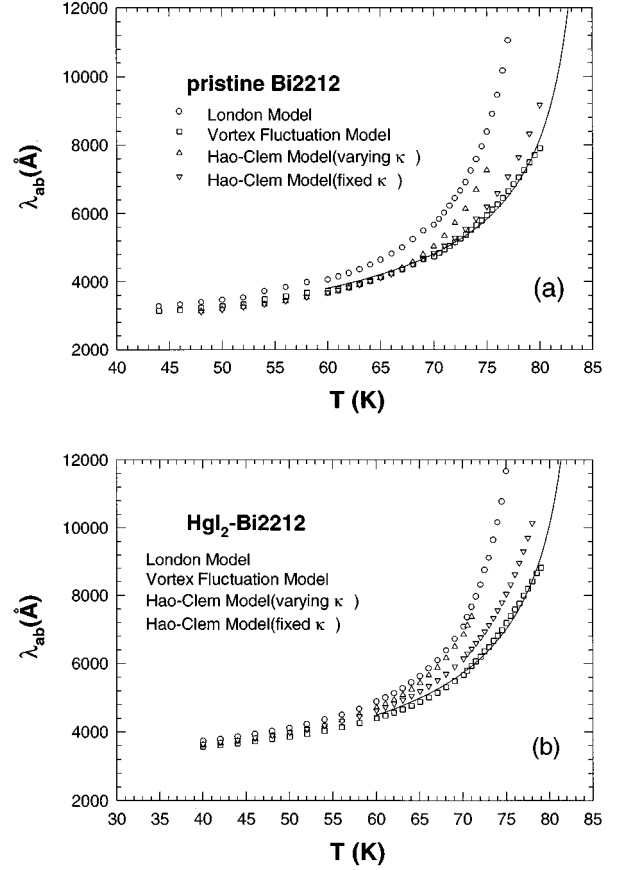 12000
10000
8000
6000
4000
2000
λab(Å)
pristine Bi2212
London Model
Vortex Fluctuation Model
Hao-Clem Model(varying κ )
Hao-Clem Model(fixed κ )
(a)
40 45 50 55 60 65 70 75 80 85
T (K)
12000
10000
8000
6000
4000
2000
λab(Å)
HgI2-Bi2212
London Model
Vortex Fluctuation Model
Hao-Clem Model(varying κ )
Hao-Clem Model(fixed κ )
(b)
30 35 40 45 50 55 60 65 70 75 80 85
T (K)